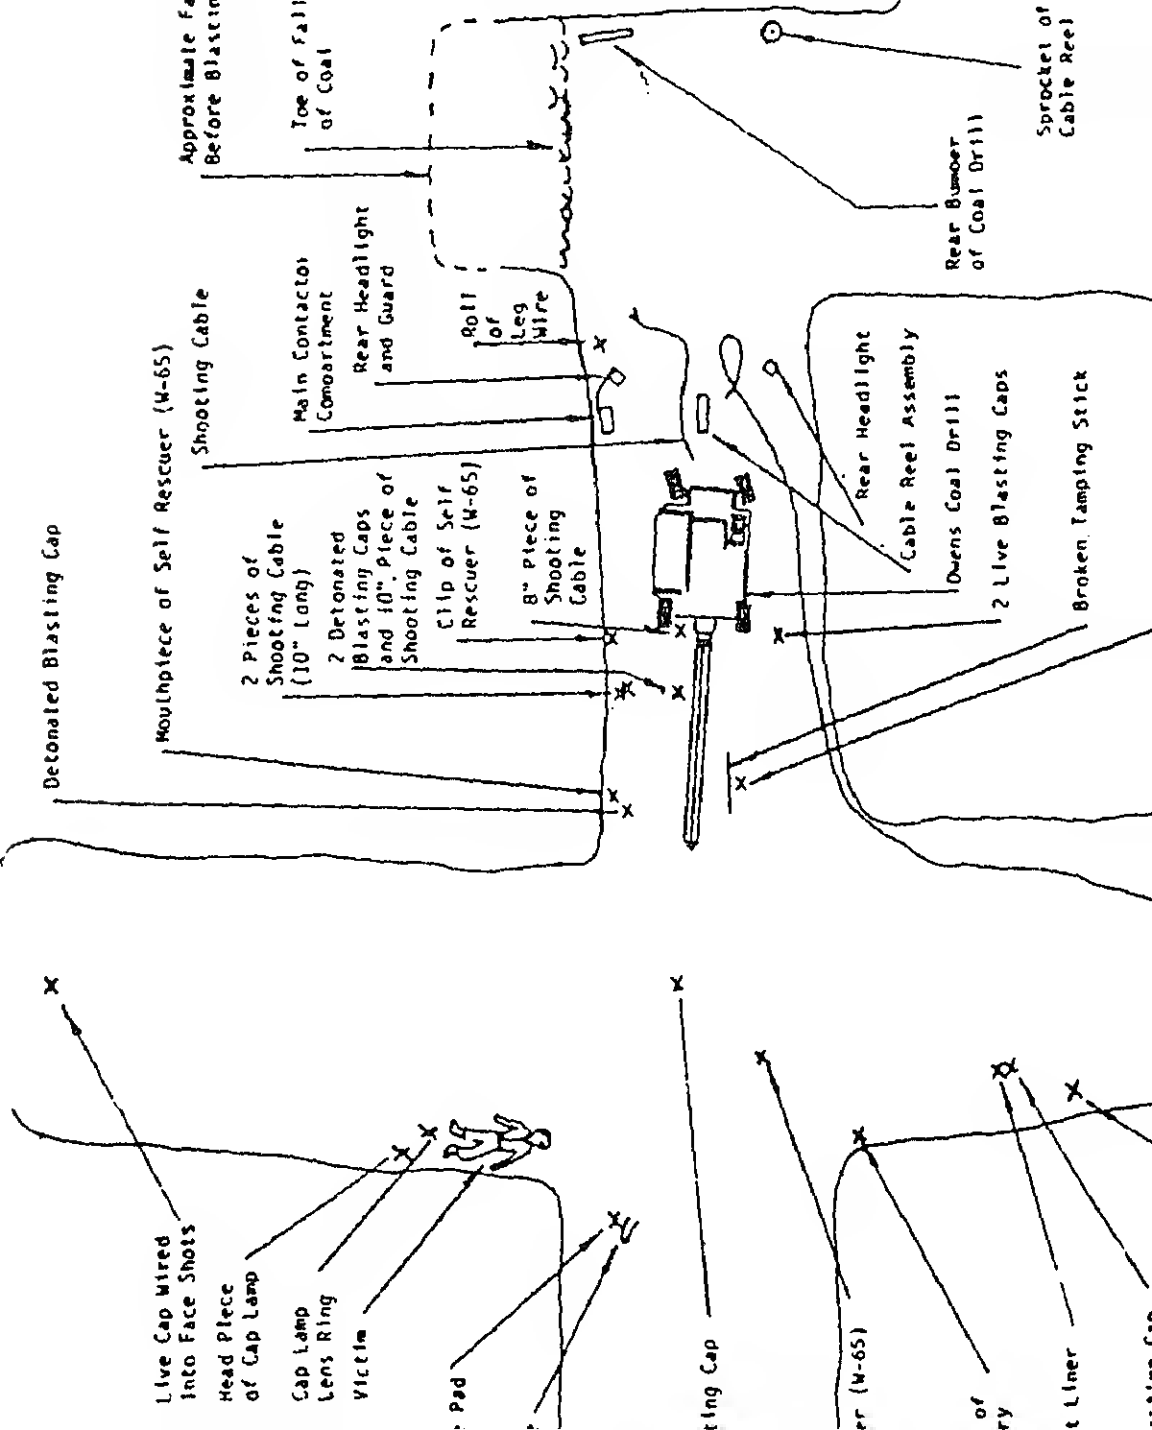 Detonated Blasting Cap
Mouthpiece of Self Rescuer (W-65)
Shooting Cable
Approximate Fa
Before Blastin
2 Pieces of
Shooting Cable
(10" Long)
Main Contactor
Compartment
Toe of Fall
of Coal
2 Detonated
Blasting Caps
and 10" Piece of
Shooting Cable
Rear Headlight
and Guard
Clip of Self
Rescuer (W-65)
Roll
of
Leg
Wire
8" Piece of
Shooting
Cable
Rear Headlight
Cable Reel Assembly
Owens Coal Drill
2 Live Blasting Caps
Broken Tamping Stick
Rear Bumper
of Coal Drill
Sprocket of
Cable Reel
Live Cap Wired
Into Face Shots
Head Piece
of Cap Lamp
Cap Lamp
Lens Ring
Victim
Pad
ting Cap
er (W-65)
of
ry
t Liner